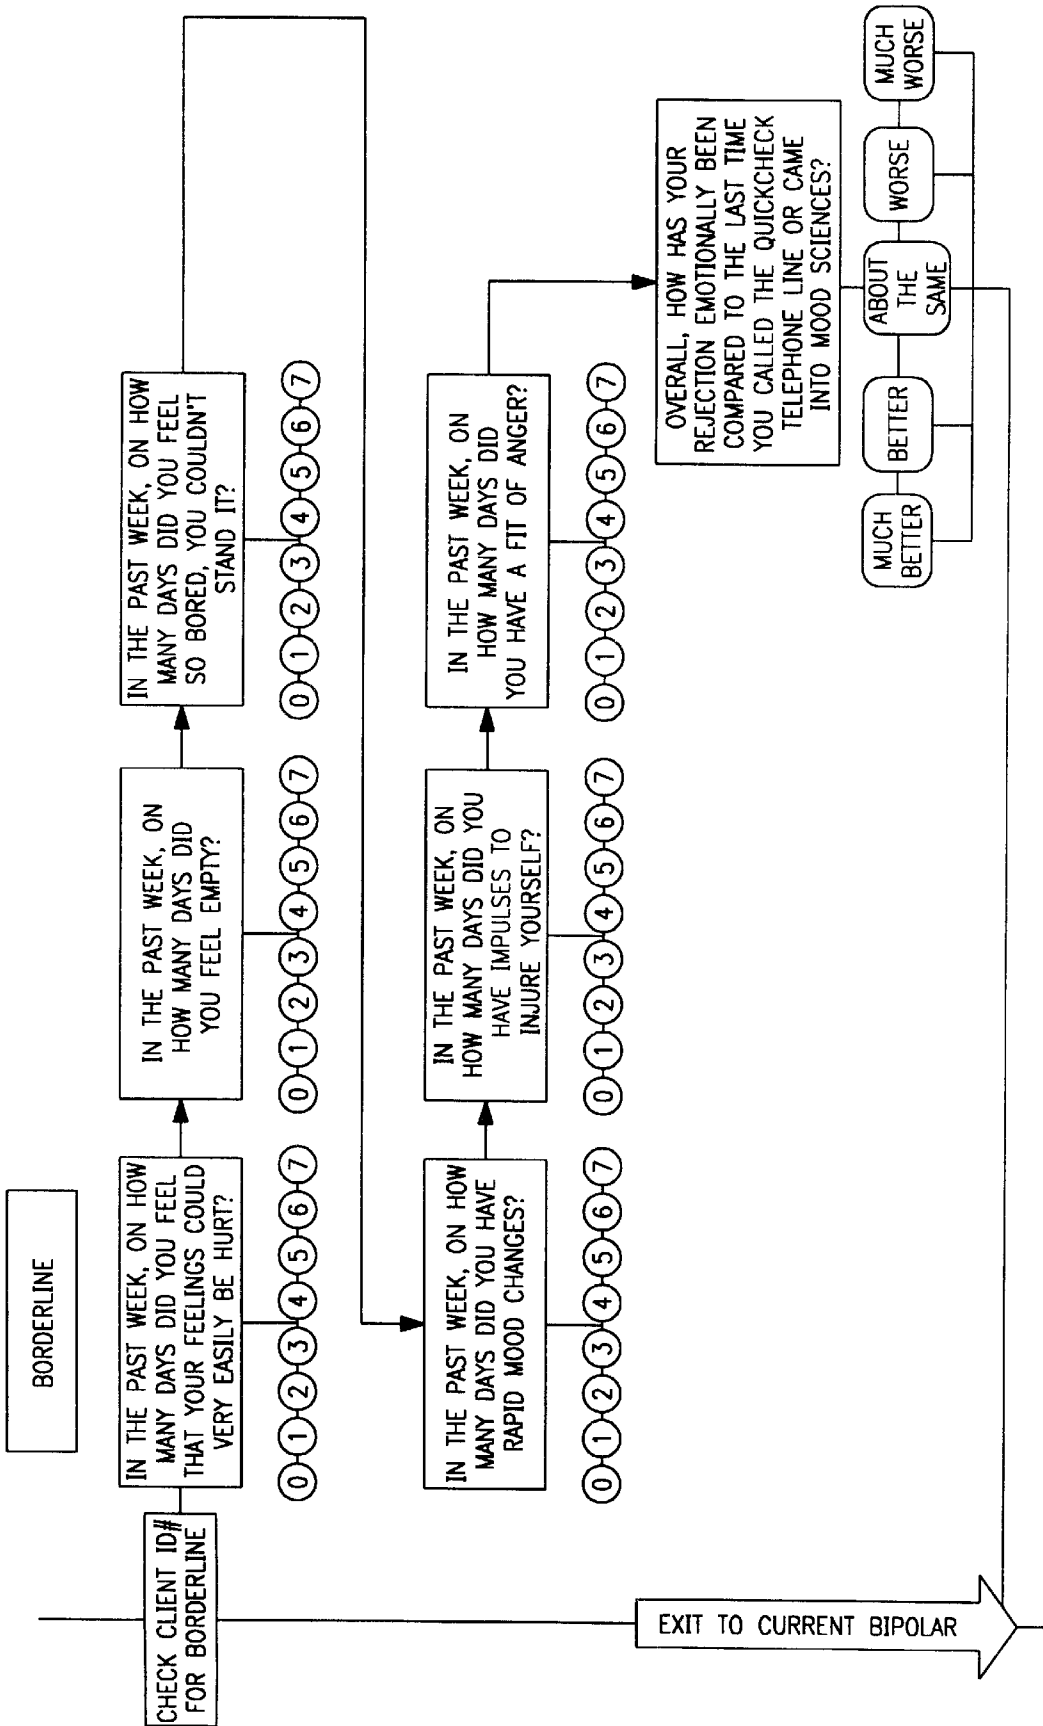 BORDERLINE
CHECK CLIENT ID#
FOR BORDERLINE
IN THE PAST WEEK, ON HOW
MANY DAYS DID YOU FEEL
THAT YOUR FEELINGS COULD
VERY EASILY BE HURT?
0 1 2 3 4 5 6 7
IN THE PAST WEEK, ON
HOW MANY DAYS DID
YOU FEEL EMPTY?
0 1 2 3 4 5 6 7
IN THE PAST WEEK, ON HOW
MANY DAYS DID YOU FEEL
SO BORED, YOU COULDN'T
STAND IT?
0 1 2 3 4 5 6 7
IN THE PAST WEEK, ON HOW
MANY DAYS DID YOU HAVE
RAPID MOOD CHANGES?
0 1 2 3 4 5 6 7
IN THE PAST WEEK, ON
HOW MANY DAYS DID YOU
HAVE IMPULSES TO
INJURE YOURSELF?
0 1 2 3 4 5 6 7
IN THE PAST WEEK, ON
HOW MANY DAYS DID
YOU HAVE A FIT OF ANGER?
0 1 2 3 4 5 6 7
OVERALL, HOW HAS YOUR
REJECTION EMOTIONALLY BEEN
COMPARED TO THE LAST TIME
YOU CALLED THE QUICKCHECK
TELEPHONE LINE OR CAME
INTO MOOD SCIENCES?
MUCH
BETTER
BETTER
ABOUT
THE
SAME
WORSE
MUCH
WORSE
EXIT TO CURRENT BIPOLAR